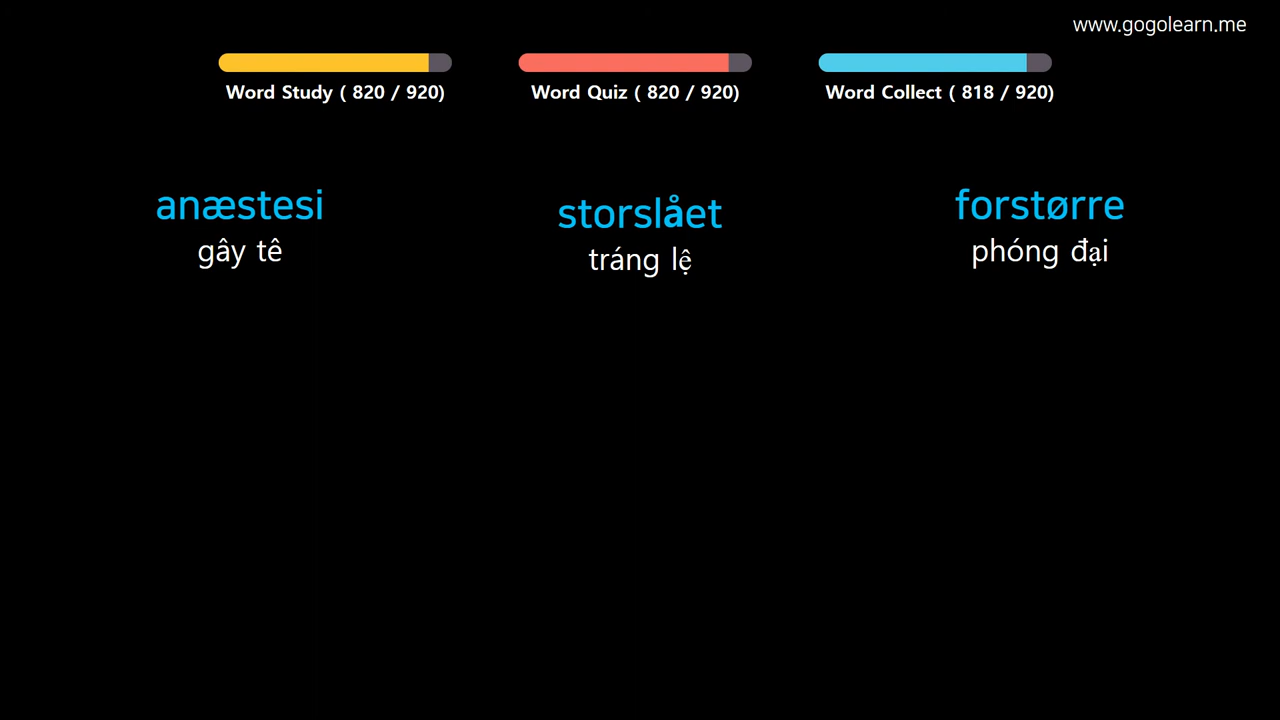 www.gogolearn.me
Word Study ( 820 / 920)
Word Quiz ( 820 / 920)
Word Collect ( 818 / 920)
anæstesi
gây tê
storslået
tráng lệ
forstørre
phóng đại